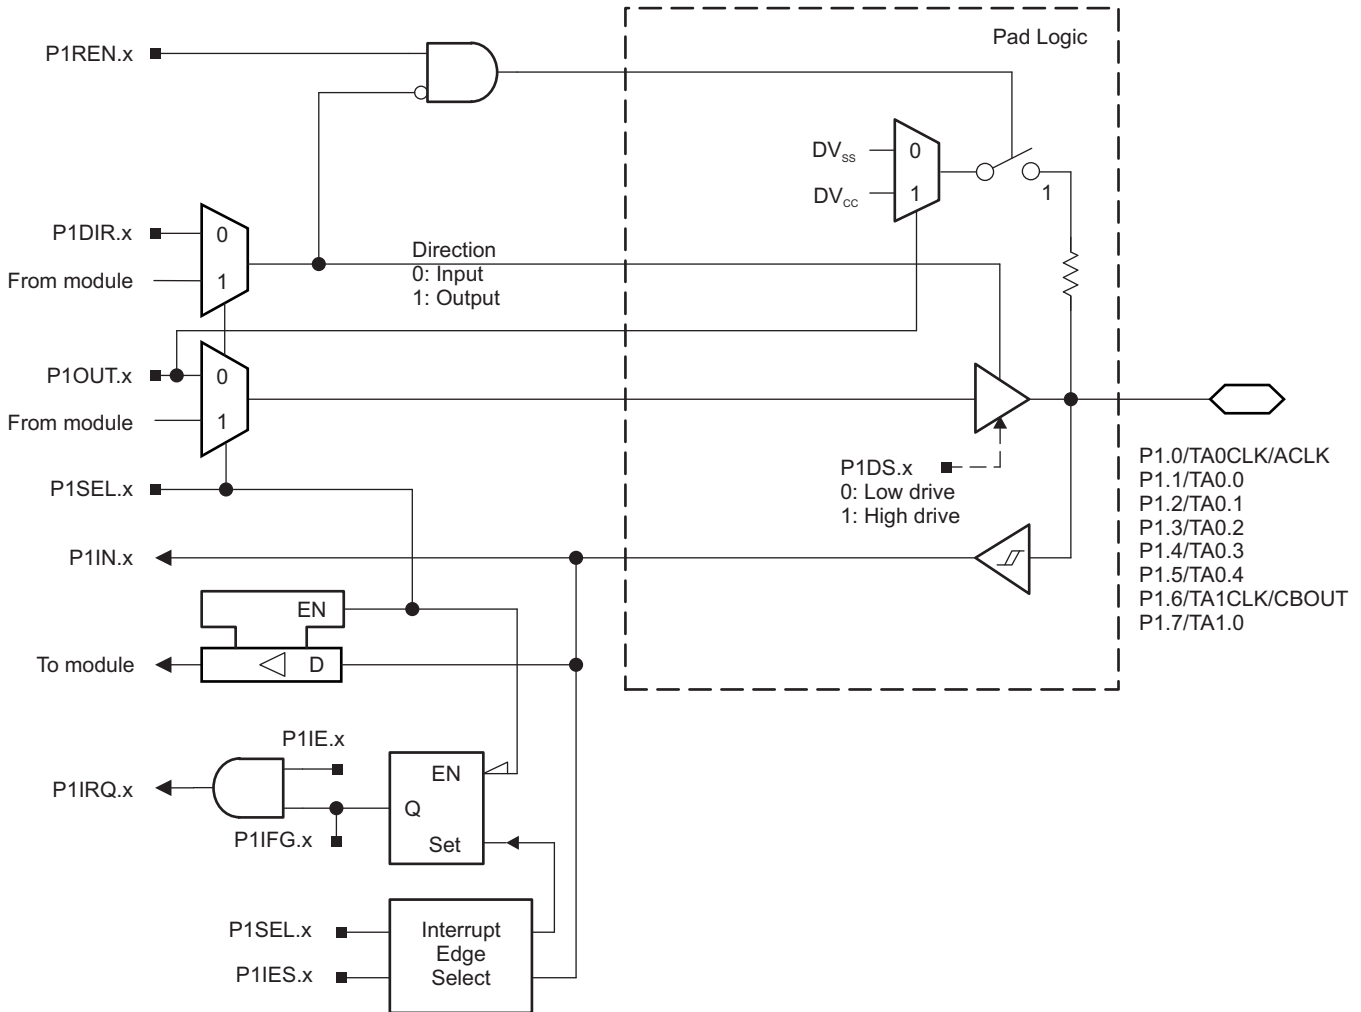 Pad Logic
P1REN.x
DVSS
0
DVCC
1
1
P1DIR.x
0
From module
1
Direction
0: Input
1: Output
P1OUT.x
0
From module
1
P1DS.x
0: Low drive
1: High drive
P1SEL.x
P1IN.x
EN
To module
D
P1.0/TA0CLK/ACLK
P1.1/TA0.0
P1.2/TA0.1
P1.3/TA0.2
P1.4/TA0.3
P1.5/TA0.4
P1.6/TA1CLK/CBOUT
P1.7/TA1.0
P1IE.x
P1IRQ.x
EN
Q
P1IFG.x
Set
P1SEL.x
P1IES.x
Interrupt
Edge
Select